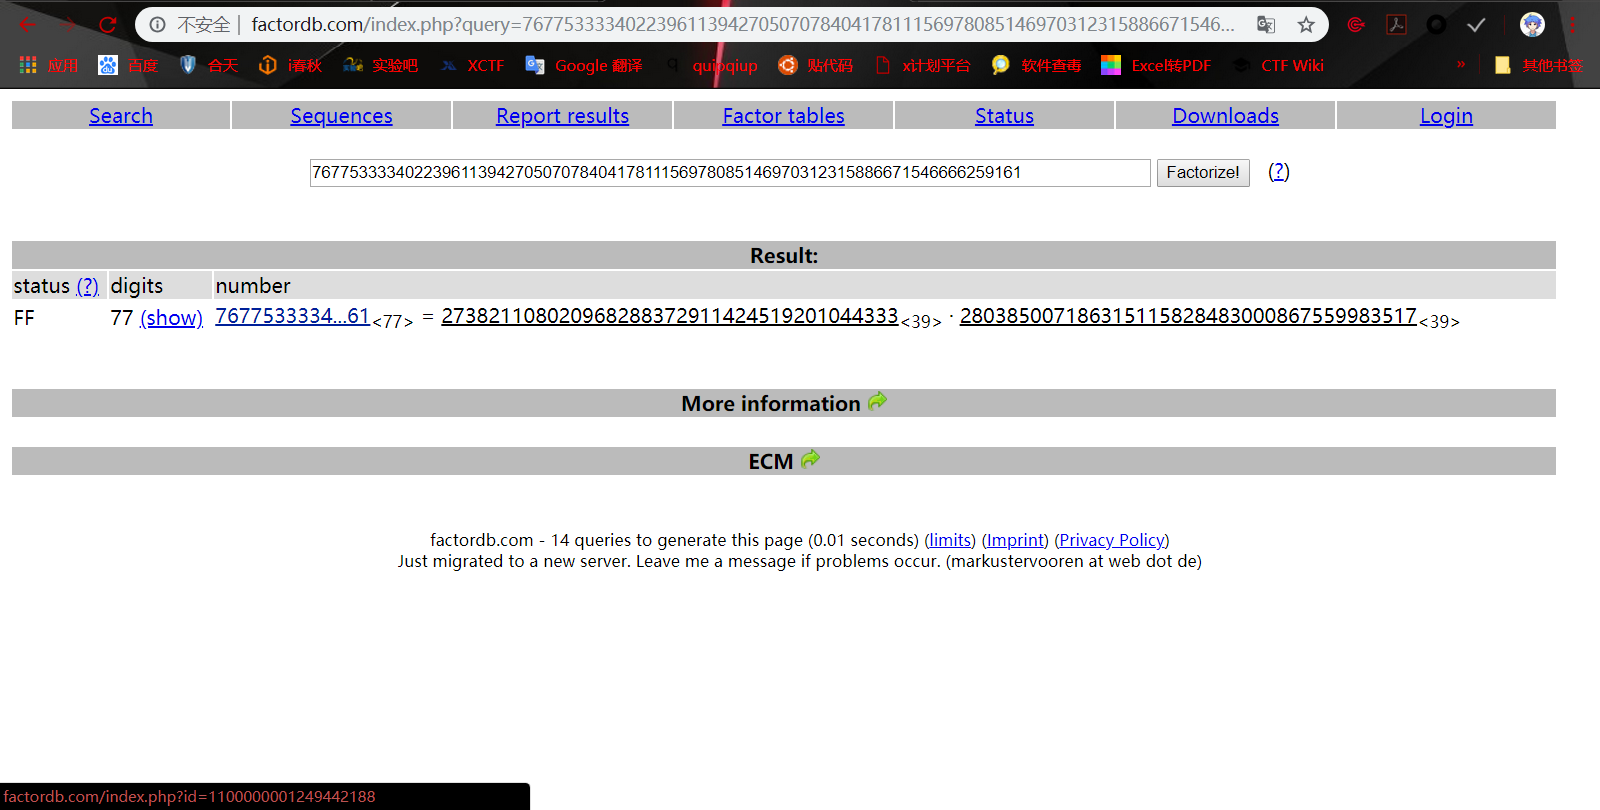 不安全 | factordb.com/index.php?query=76775333340223961139427050707840417811156978085146970312315886671546...
应用 百度 合天 i春秋 实验吧 XCTF Google 翻译 quipqiup 贴代码 x计划平台 软件查毒 Excel转PDF CTF Wiki » 其他书签
Search Sequences Report results Factor tables Status Downloads Login
76775333340223961139427050707840417811156978085146970312315886671546666259161 Factorize! (?)
Result:
status (?) digits number
FF 77 (show) 7677533334...61<77> = 273821108020968288372911424519201044333<39> · 280385007186315115828483000867559983517<39>
More information
ECM
factordb.com - 14 queries to generate this page (0.01 seconds) (limits) (Imprint) (Privacy Policy)
Just migrated to a new server. Leave me a message if problems occur. (markustervooren at web dot de)
factordb.com/index.php?id=1100000001249442188